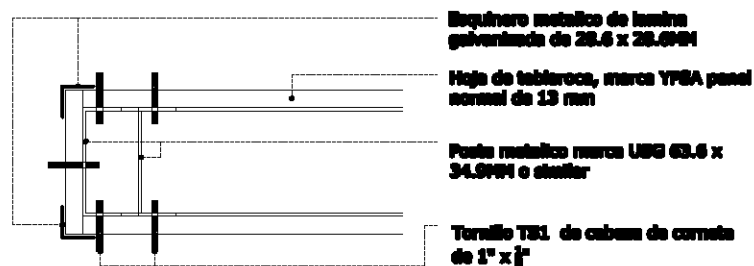 Esquinero metalico de lamina
galvanizada de 28.6 x 28.6MM
Hoja de tablaroca, marca YPSA panel
normal de 13 mm
Poste metalico marca USG 63.5 x
34.9MM o similar
Tornillo TS1 de cabeza de corneta
de 1" x